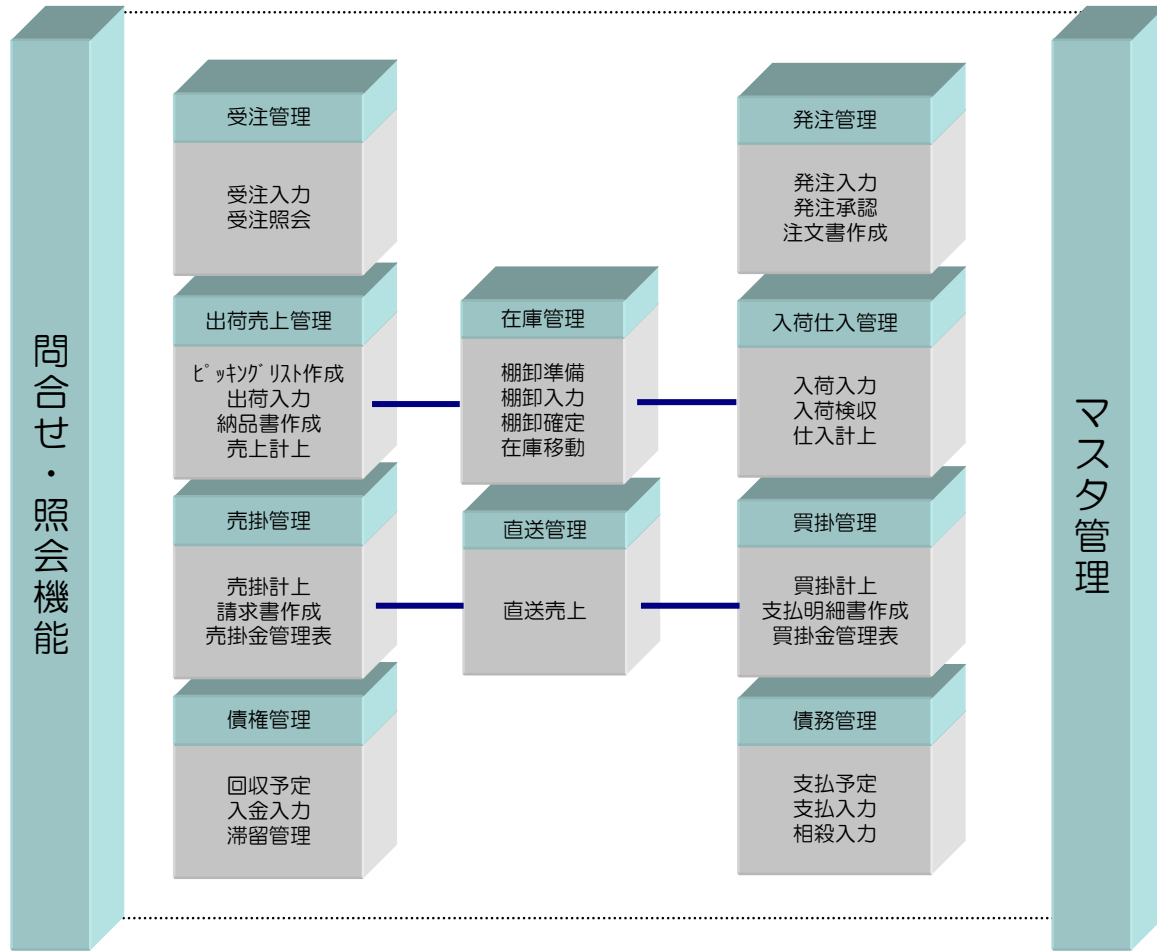 問合せ・照会機能
受注管理
受注入力
受注照会
出荷売上管理
ﾋﾟｯｷﾝｸﾞﾘｽﾄ作成
出荷入力
納品書作成
売上計上
売掛管理
売掛計上
請求書作成
売掛金管理表
債権管理
回収予定
入金入力
滞留管理
在庫管理
棚卸準備
棚卸入力
棚卸確定
在庫移動
直送管理
直送売上
発注管理
発注入力
発注承認
注文書作成
入荷仕入管理
入荷入力
入荷検収
仕入計上
買掛管理
買掛計上
支払明細書作成
買掛金管理表
債務管理
支払予定
支払入力
相殺入力
マスタ管理